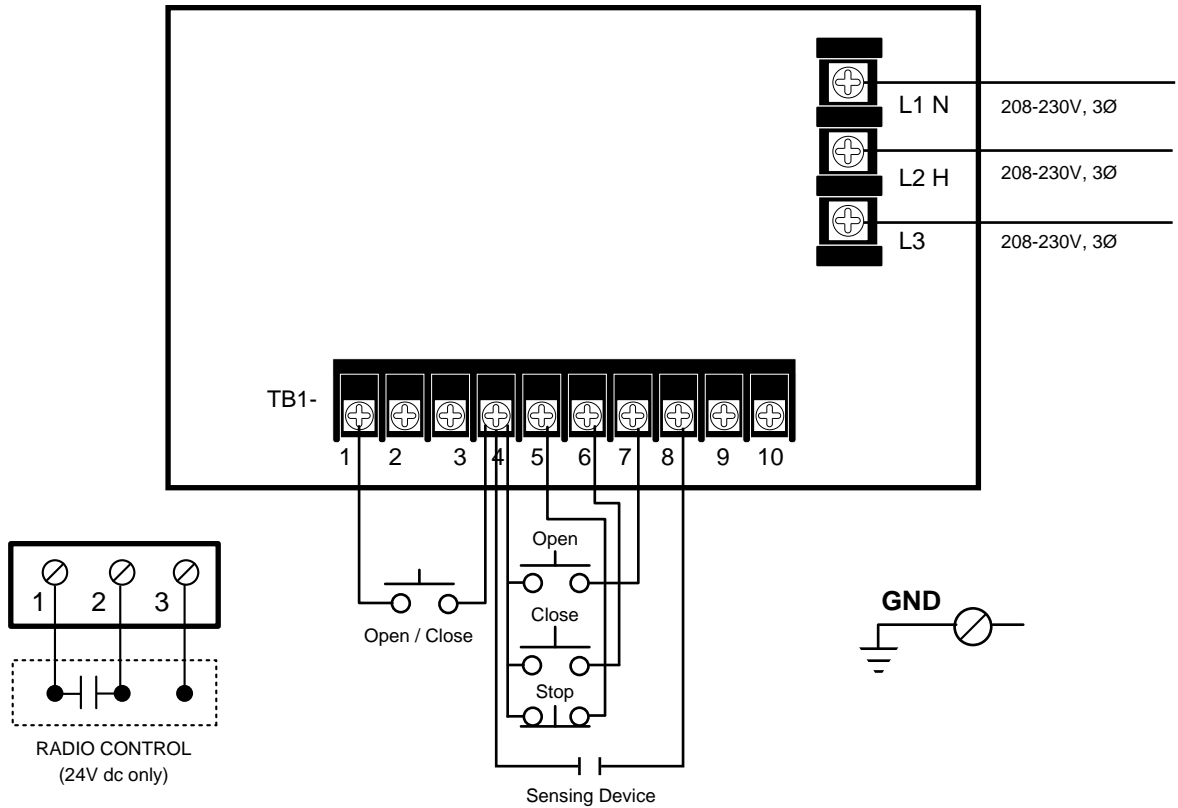 L1 N 208-230V, 3Ø
L2 H 208-230V, 3Ø
L3 208-230V, 3Ø
TB1-
1 2 3 4 5 6 7 8 9 10
Open
Close
Stop
Open / Close
Sensing Device
1 2 3
RADIO CONTROL
(24V dc only)
GND